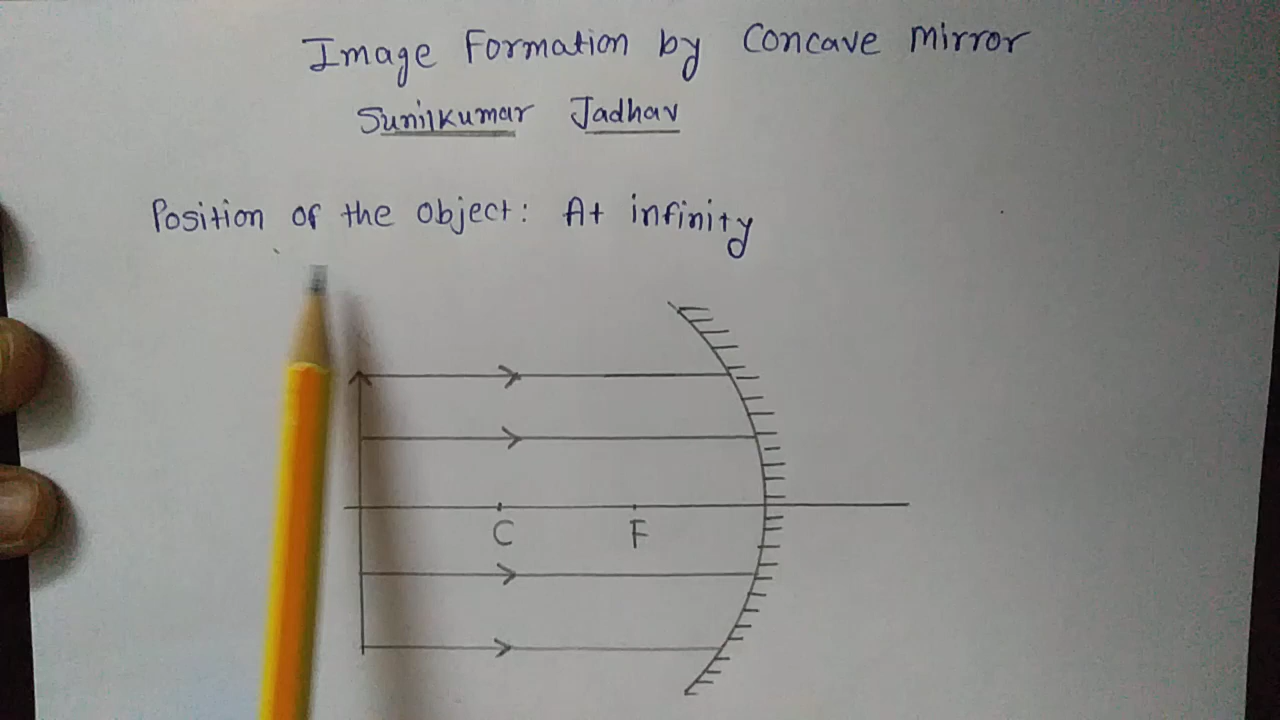 Image Formation by Concave Mirror
Sunilkumar Jadhav
Position of the object: At infinity
C F